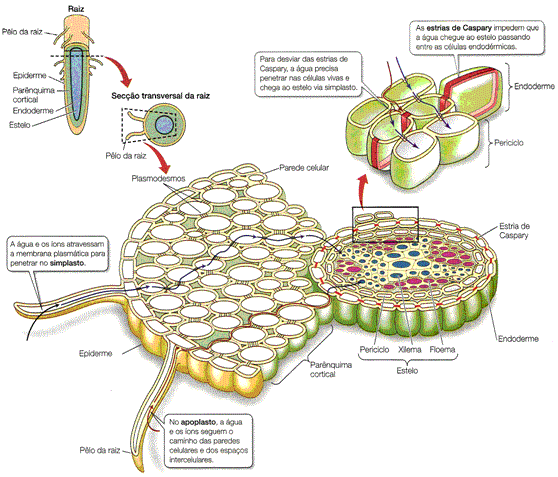 Raiz
Pêlo da raiz
Epiderme
Parênquima
cortical
Endoderme
Estelo
Secção transversal da raiz
Pêlo da raiz
Plasmodesmos
Parede celular
Para desviar das estrias de
Caspary, a água precisa
penetrar nas células vivas e
chega ao estelo via simplasto.
As estrias de Caspary impedem que
a água chegue ao estelo passando
entre as células endodérmicas.
Endoderme
Periciclo
A água e os íons atravessam
a membrana plasmática para
penetrar no simplasto.
Estria de
Caspary
Endoderme
Epiderme
Parênquima
cortical
Periciclo Xilema Floema
Estelo
No apoplasto, a água
e os íons seguem o
caminho das paredes
celulares e dos espaços
intercelulares.
Pêlo da raiz